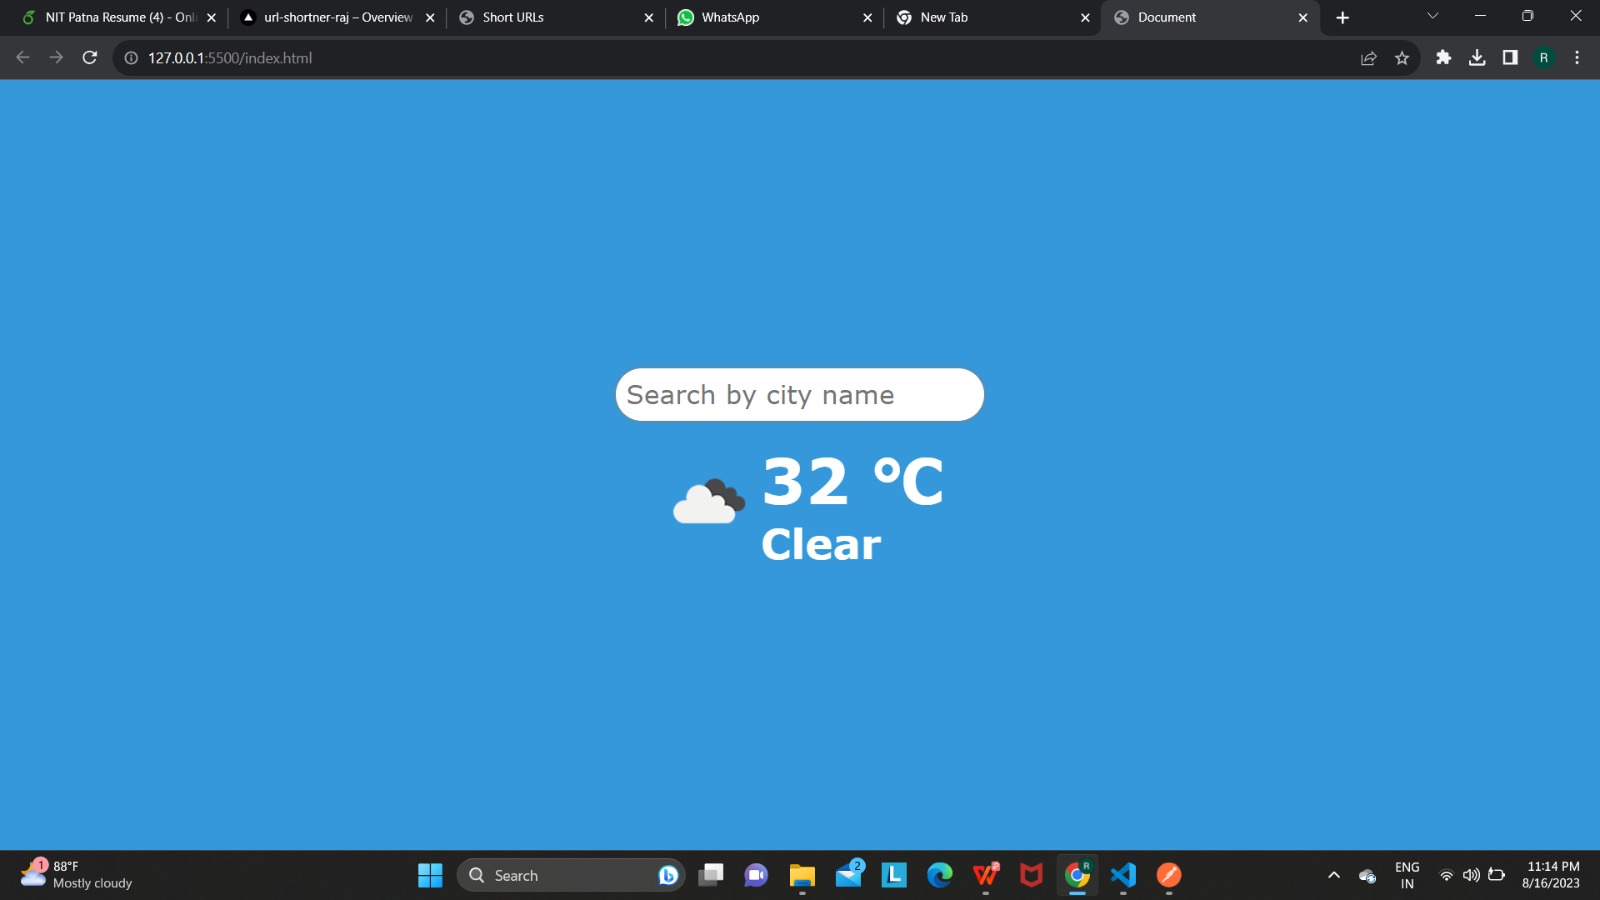 NIT Patna Resume (4) - Onl
url-shortner-raj – Overview
Short URLs
WhatsApp
New Tab
Document
127.0.0.1:5500/index.html
R
Search by city name
32 °C
Clear
1
88°F
Mostly cloudy
Search
2
L
R
ENG
IN
11:14 PM
8/16/2023